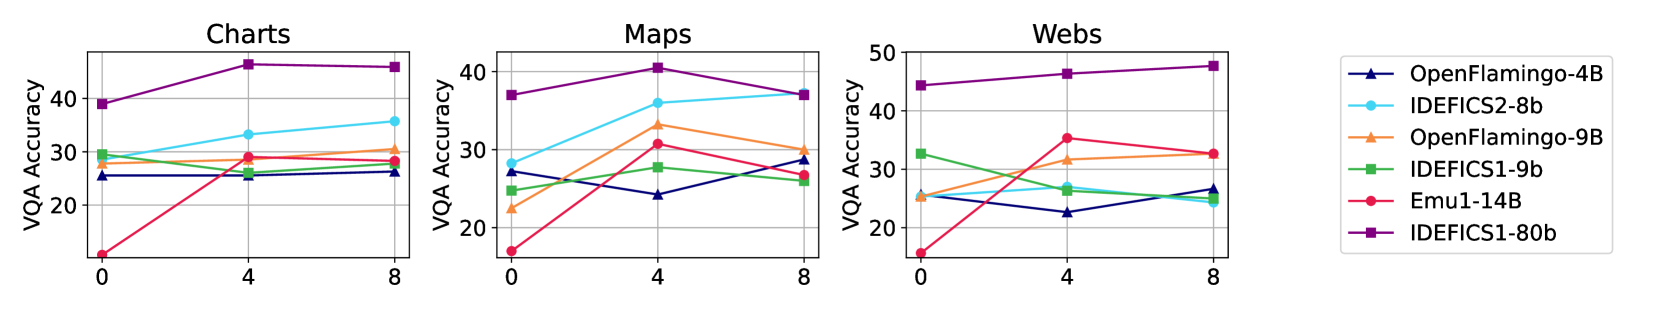 Charts
VQA Accuracy
40
30
20
0 4 8
Maps
VQA Accuracy
40
30
20
0 4 8
Webs
VQA Accuracy
50
40
30
20
0 4 8
OpenFlamingo-4B
IDEFICS2-8b
OpenFlamingo-9B
IDEFICS1-9b
Emu1-14B
IDEFICS1-80b